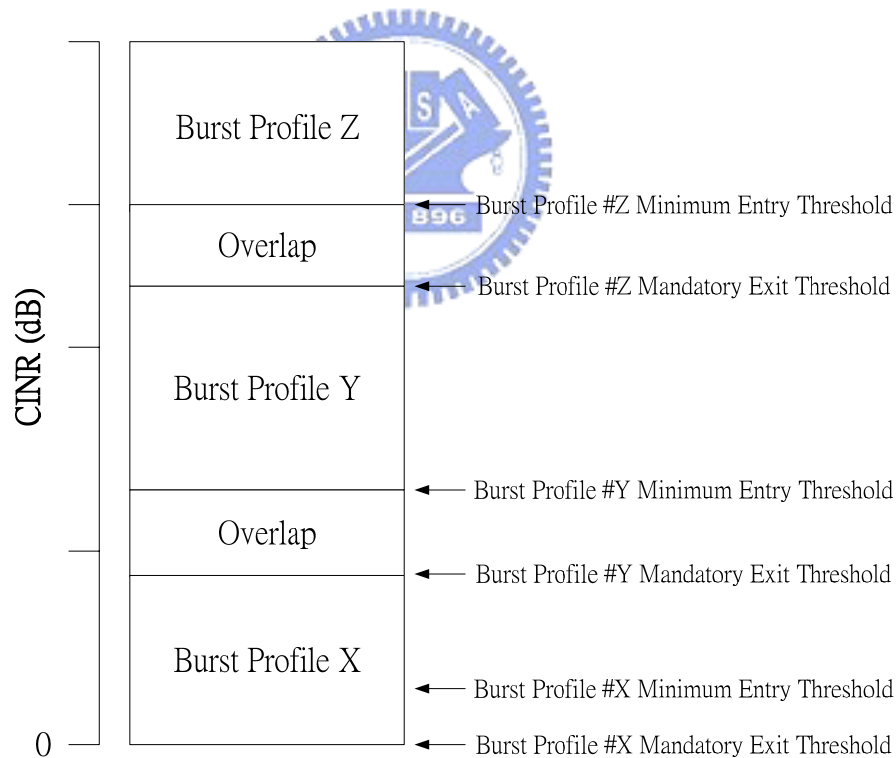 S
A
Burst Profile Z
896
Burst Profile #Z Minimum Entry Threshold
Overlap
Burst Profile #Z Mandatory Exit Threshold
CINR (dB)
Burst Profile Y
Burst Profile #Y Minimum Entry Threshold
Overlap
Burst Profile #Y Mandatory Exit Threshold
Burst Profile X
Burst Profile #X Minimum Entry Threshold
0
Burst Profile #X Mandatory Exit Threshold